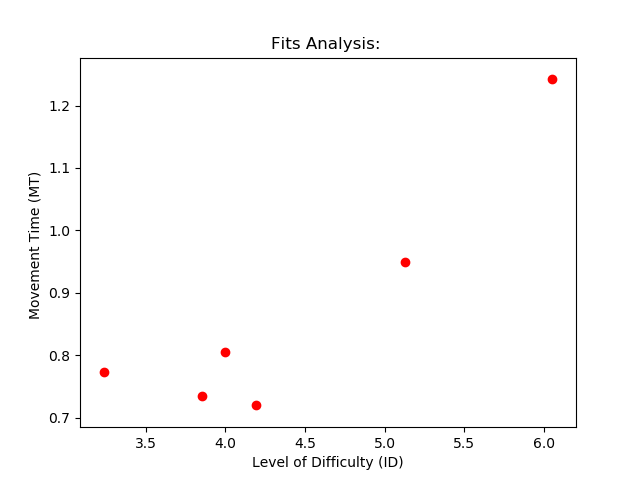 Fits Analysis:
1.2
1.1
1.0
0.9
0.8
0.7
Movement Time (MT)
3.5 4.0 4.5 5.0 5.5 6.0
Level of Difficulty (ID)